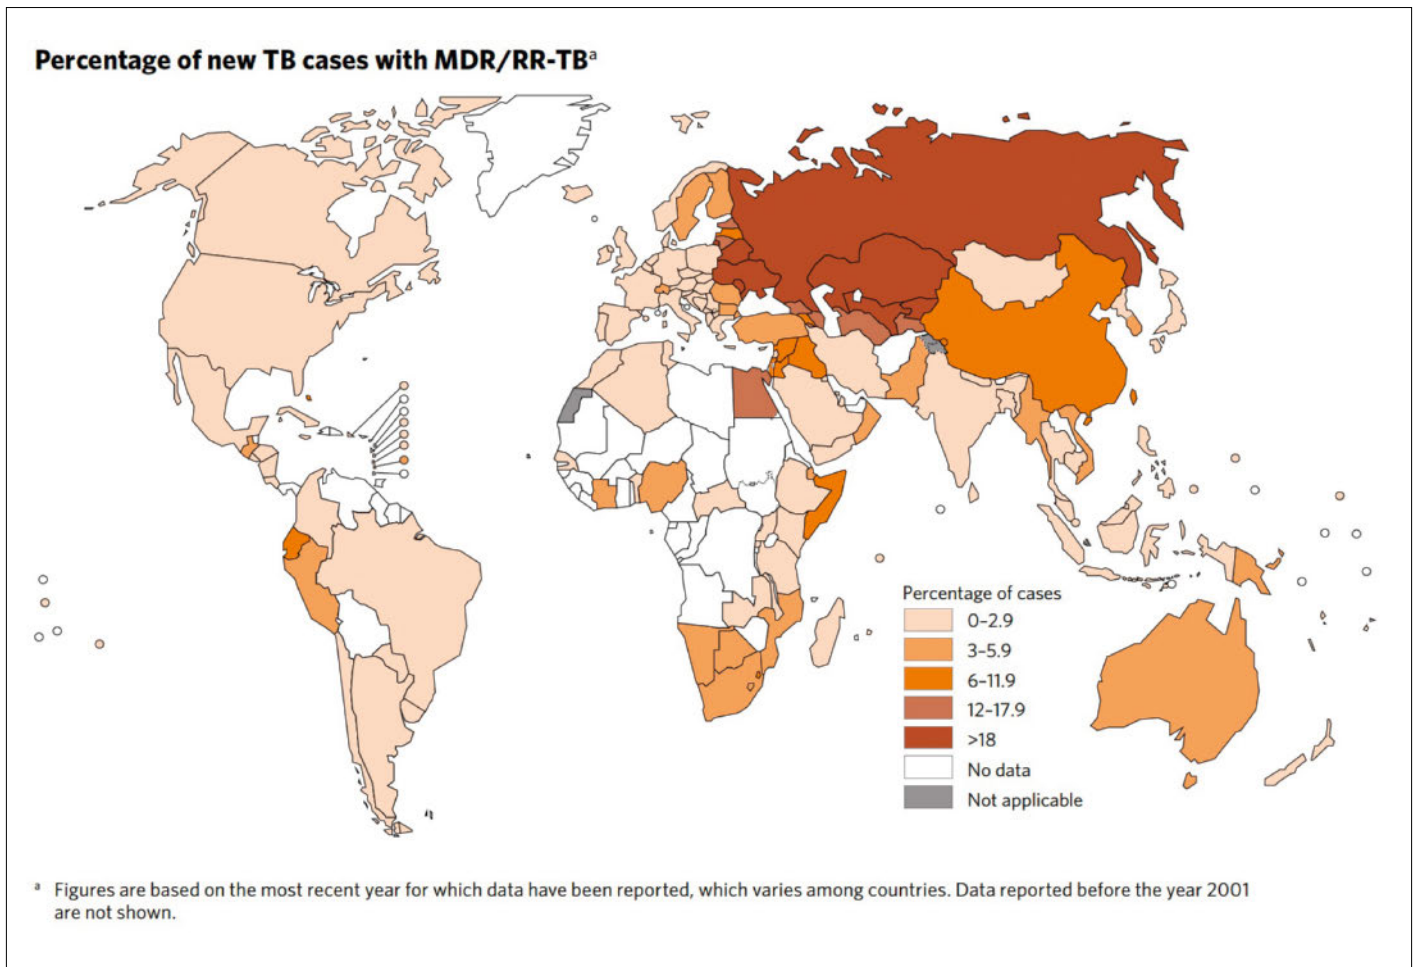 Percentage of new TB cases with MDR/RR-TBa
Percentage of cases
0–2.9
3–5.9
6–11.9
12–17.9
>18
No data
Not applicable
a Figures are based on the most recent year for which data have been reported, which varies among countries. Data reported before the year 2001
are not shown.